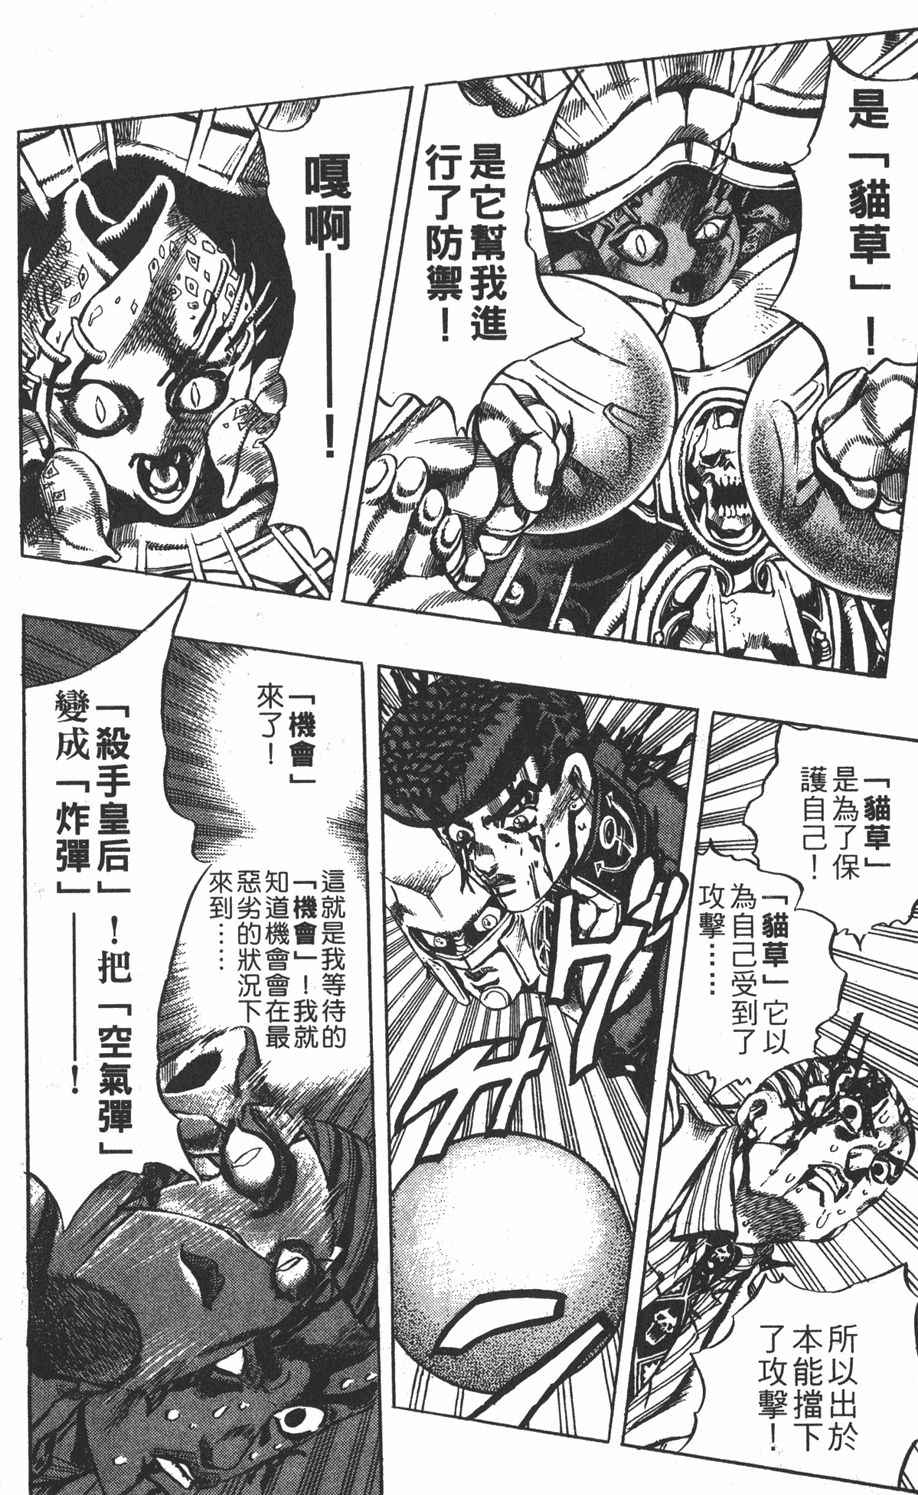 是「貓草」！
是它幫我進
行了防禦！
嘎啊——！
「貓草」
是為了保
護自己！
「貓草」它以
為自己受到了
攻擊……
所以出於
本能擋下
了攻擊！
ドド
「機會」
來了！
這就是我等待的
「機會」！我就
知道機會會在最
惡劣的狀況下
來到……
「殺手皇后」！把「空氣彈」
變成「炸彈」——！